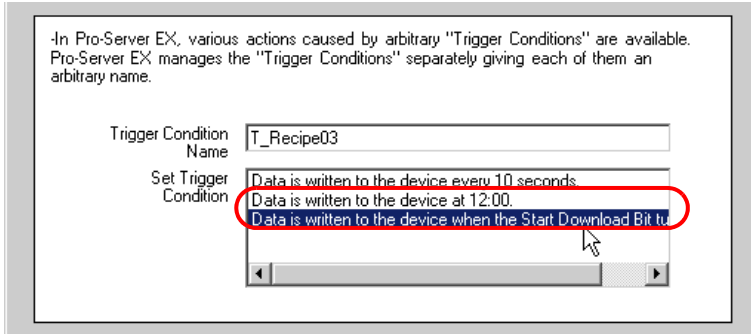 -In Pro-Server EX, various actions caused by arbitrary "Trigger Conditions" are available.
Pro-Server EX manages the "Trigger Conditions" separately giving each of them an
arbitrary name.
Trigger Condition
Name
T_Recipe03
Set Trigger
Condition
Data is written to the device every 10 seconds.
Data is written to the device at 12:00.
Data is written to the device when the Start Download Bit tu